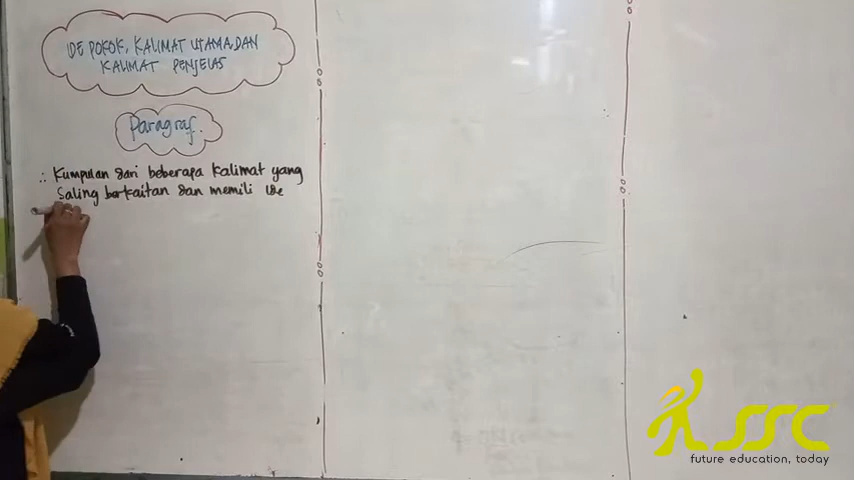 IDE POKOK, KALIMAT UTAMA, DAN
KALIMAT PENJELAS
Paragraf.
∴ Kumpulan dari beberapa kalimat yang
saling berkaitan dan memili ide
SSC
future education, today